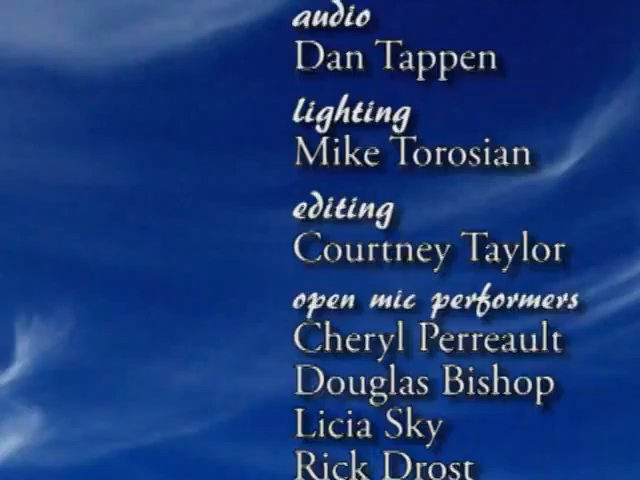 audio
Dan Tappen
lighting
Mike Torosian
editing
Courtney Taylor
open mic performers
Cheryl Perreault
Douglas Bishop
Licia Sky
Rick Drost